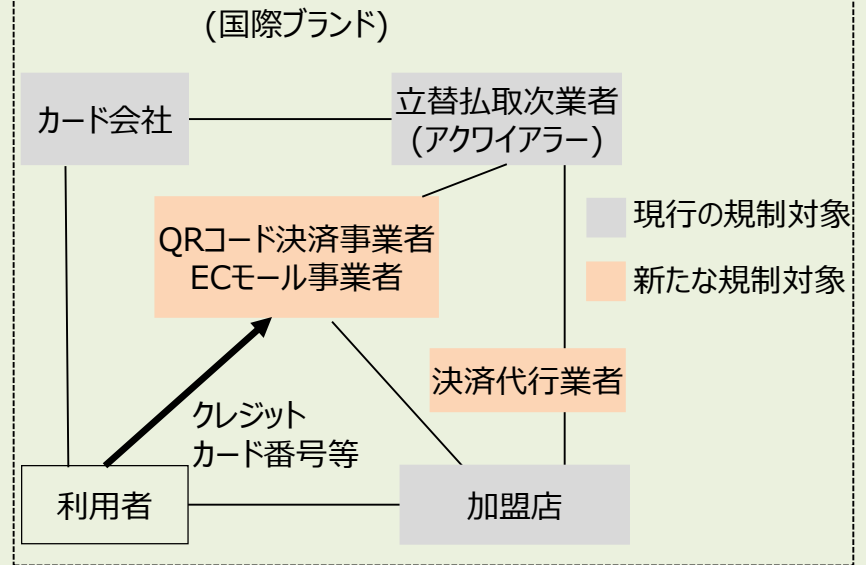 (国際ブランド)
カード会社
立替払取次業者
(アクワイアラー)
QRコード決済事業者
ECモール事業者
現行の規制対象
新たな規制対象
決済代行業者
クレジット
カード番号等
利用者
加盟店